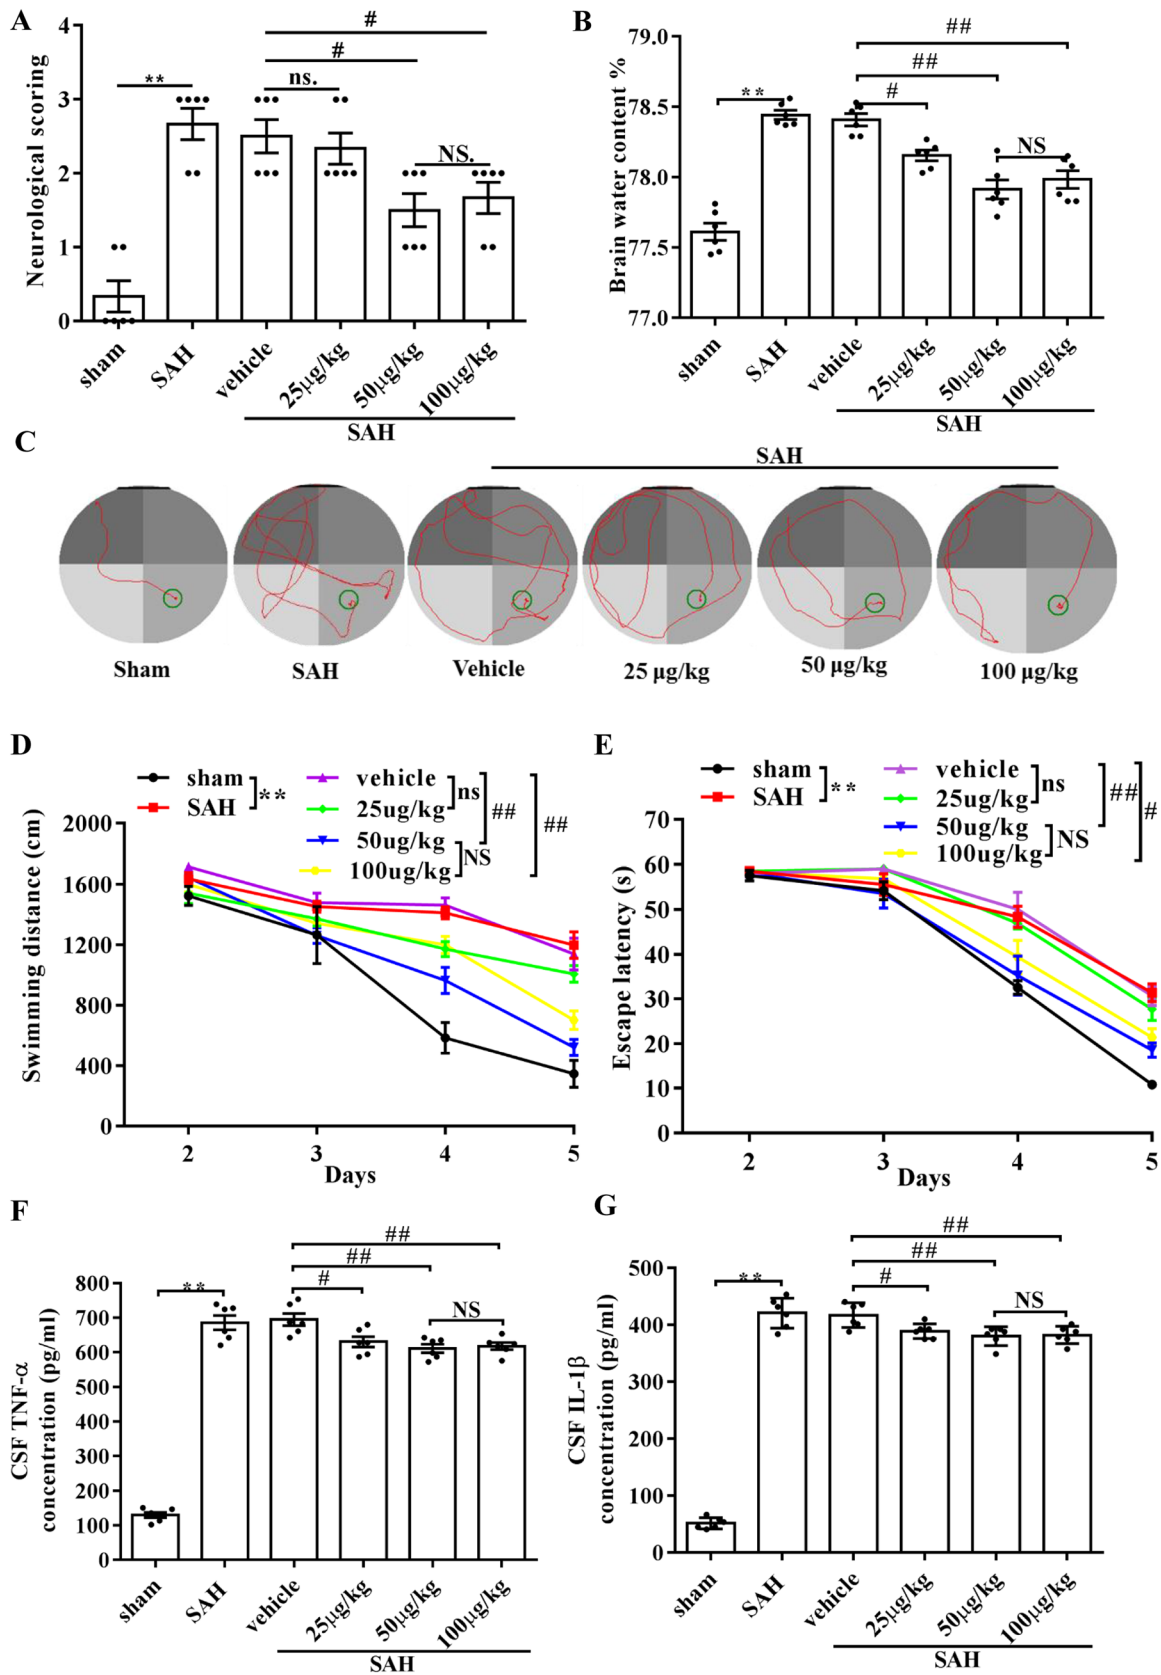 A
Neurological scoring
4
3
2
1
0
**
ns.
#
#
NS.
sham
SAH
vehicle
25μg/kg
50μg/kg
100μg/kg
SAH
B
Brain water content %
79.0
78.5
78.0
77.5
77.0
**
#
##
##
NS
sham
SAH
vehicle
25μg/kg
50μg/kg
100μg/kg
SAH
C
SAH
Sham
SAH
Vehicle
25 μg/kg
50 μg/kg
100 μg/kg
D
sham
SAH
**
vehicle
25ug/kg
50ug/kg
100ug/kg
ns
NS
##
##
Swimming distance (cm)
2000
1600
1200
800
400
0
2
3
4
5
Days
E
sham
SAH
**
vehicle
25ug/kg
50ug/kg
100ug/kg
ns
NS
##
#
Escape latency (s)
70
60
50
40
30
20
10
0
2
3
4
5
Days
F
CSF TNF-α
concentration (pg/ml)
800
700
600
500
400
300
200
100
0
**
#
##
##
NS
sham
SAH
vehicle
25μg/kg
50μg/kg
100μg/kg
SAH
G
CSF IL-1β
concentration (pg/ml)
500
400
300
200
100
0
**
#
##
##
NS
sham
SAH
vehicle
25μg/kg
50μg/kg
100μg/kg
SAH